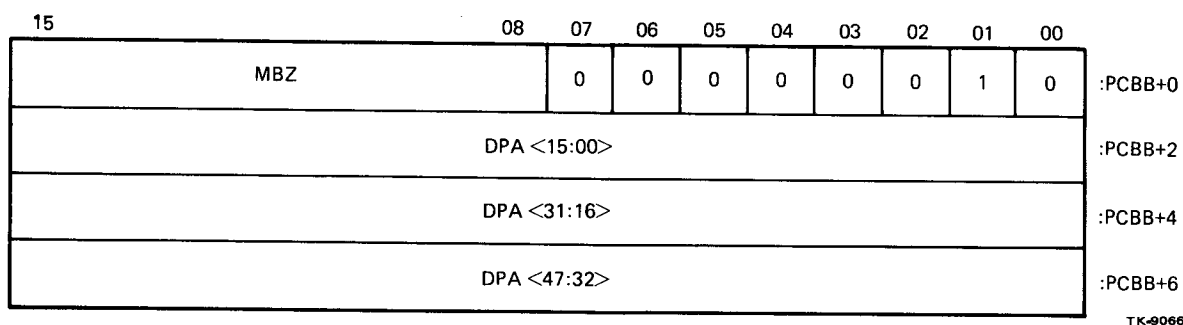 15 08 07 06 05 04 03 02 01 00
MBZ 0 0 0 0 0 0 1 0 :PCBB+0
DPA <15:00> :PCBB+2
DPA <31:16> :PCBB+4
DPA <47:32> :PCBB+6
TK-9066